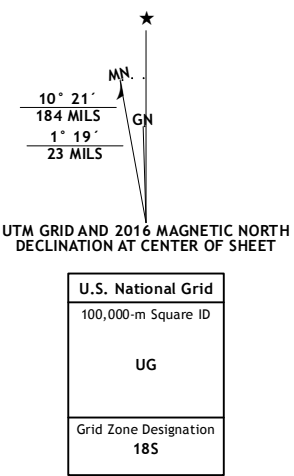 MN
10° 21´
184 MILS
GN
1° 19´
23 MILS
UTM GRID AND 2016 MAGNETIC NORTH
DECLINATION AT CENTER OF SHEET
U.S. National Grid
100,000-m Square ID
UG
Grid Zone Designation
18S